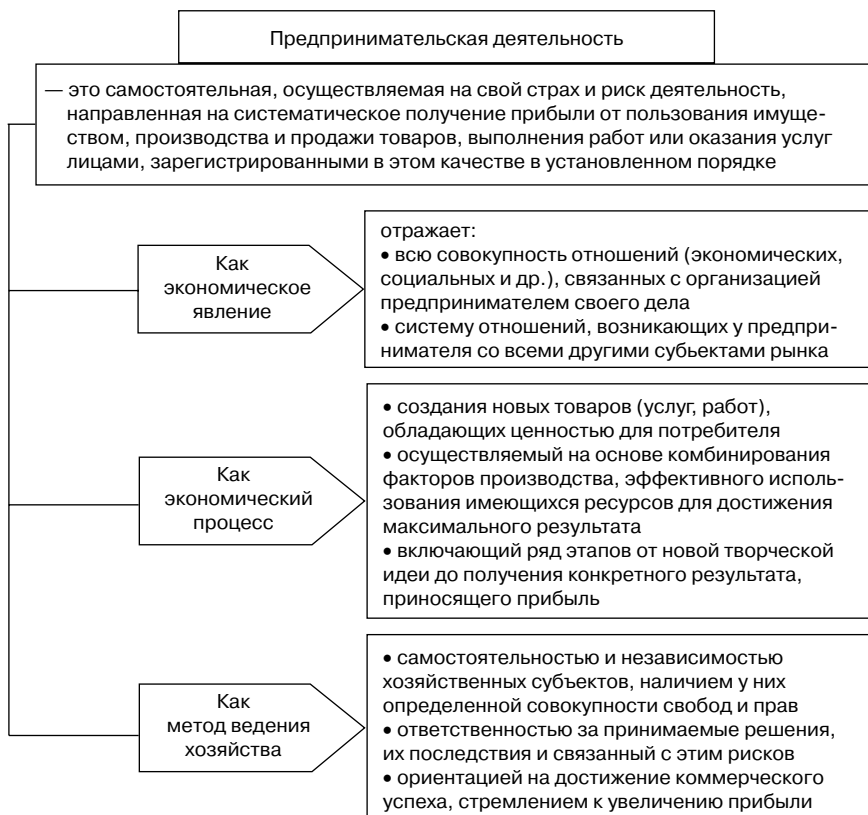 Предпринимательская деятельность
— это самостоятельная, осуществляемая на свой страх и риск деятельность,
направленная на систематическое получение прибыли от пользования имуще-
ством, производства и продажи товаров, выполнения работ или оказания услуг
лицами, зарегистрированными в этом качестве в установленном порядке
Как
экономическое
явление
отражает:
• всю совокупность отношений (экономических,
социальных и др.), связанных с организацией
предпринимателем своего дела
• систему отношений, возникающих у предпри-
нимателя со всеми другими субъектами рынка
Как
экономический
процесс
• создания новых товаров (услуг, работ),
обладающих ценностью для потребителя
• осуществляемый на основе комбинирования
факторов производства, эффективного исполь-
зования имеющихся ресурсов для достижения
максимального результата
• включающий ряд этапов от новой творческой
идеи до получения конкретного результата,
приносящего прибыль
Как
метод ведения
хозяйства
• самостоятельностью и независимостью
хозяйственных субъектов, наличием у них
определенной совокупности свобод и прав
• ответственностью за принимаемые решения,
их последствия и связанный с этим рисков
• ориентацией на достижение коммерческого
успеха, стремлением к увеличению прибыли